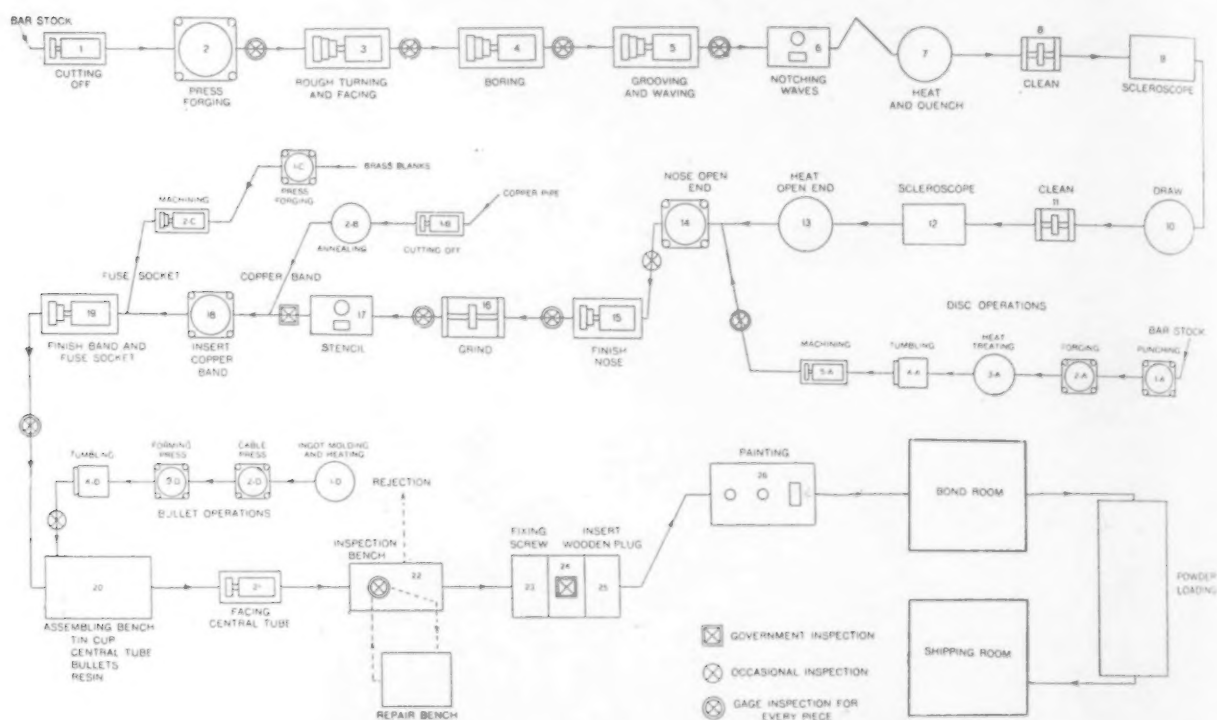 BAR STOCK
1
CUTTING OFF
2
PRESS
FORGING
3
ROUGH TURNING
AND FACING
4
BORING
5
GROOVING
AND WAVING
6
NOTCHING
WAVES
7
HEAT
AND QUENCH
8
CLEAN
9
SCLEROSCOPE
1-C
PRESS
FORGING
BRASS BLANKS
MACHINING
2-C
FUSE SOCKET
2-B
ANNEALING
1-B
CUTTING OFF
COPPER PIPE
COPPER BAND
NOSE OPEN
END
14
HEAT
OPEN END
13
SCLEROSCOPE
12
CLEAN
11
DRAW
10
19
FINISH BAND AND
FUSE SOCKET
18
INSERT
COPPER
BAND
17
STENCIL
16
GRIND
15
FINISH
NOSE
DISC OPERATIONS
BAR STOCK
MACHINING
5-A
TUMBLING
4-A
HEAT
TREATING
3-A
FORGING
2-A
PUNCHING
1-A
TUMBLING
4-D
FORMING
PRESS
3-D
CABLE
PRESS
2-D
INGOT MOLDING
AND HEATING
1-D
BULLET OPERATIONS
20
ASSEMBLING BENCH
TIN CUP
CENTRAL TUBE
BULLETS
RESIN
21
FACING
CENTRAL TUBE
REJECTION
INSPECTION
BENCH
22
REPAIR BENCH
FIXING
SCREW
23
24
INSERT
WOODEN PLUG
25
PAINTING
26
BOND ROOM
POWDER
LOADING
SHIPPING ROOM
GOVERNMENT INSPECTION
OCCASIONAL INSPECTION
GAGE INSPECTION FOR
EVERY PIECE